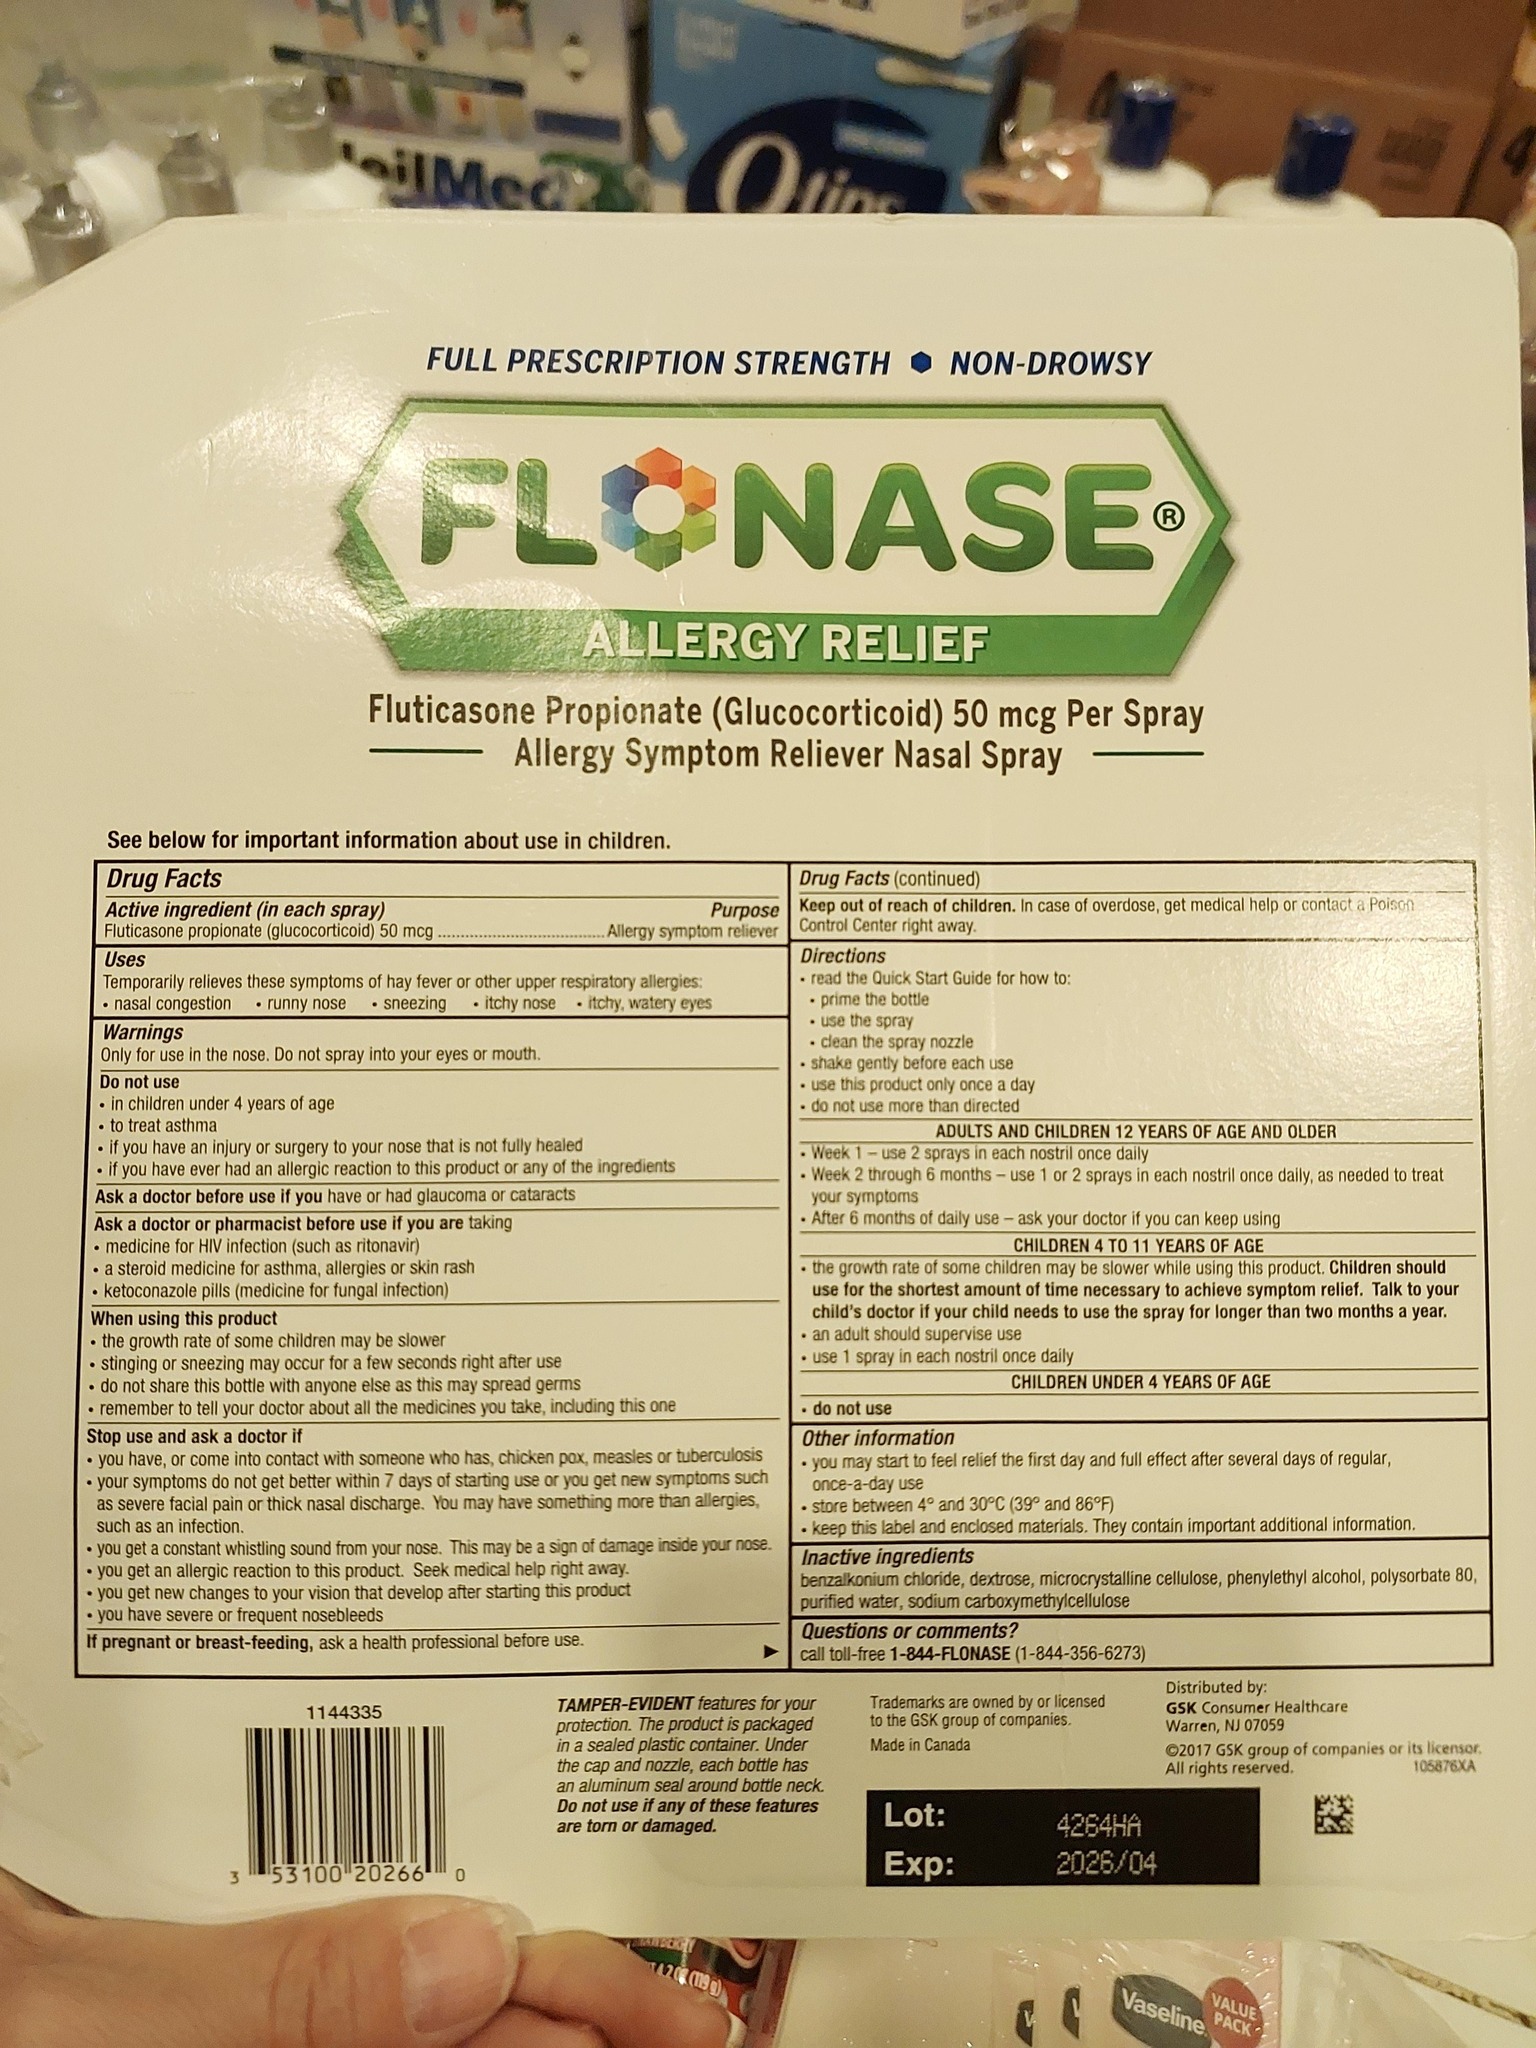 ilMed
Q-tips
FULL PRESCRIPTION STRENGTH NON-DROWSY
FLONASE®
ALLERGY RELIEF
Fluticasone Propionate (Glucocorticoid) 50 mcg Per Spray
Allergy Symptom Reliever Nasal Spray
See below for important information about use in children.
Drug Facts
Active ingredient (in each spray) Purpose
Fluticasone propionate (glucocorticoid) 50 mcg ............................... Allergy symptom reliever
Uses
Temporarily relieves these symptoms of hay fever or other upper respiratory allergies:
• nasal congestion • runny nose • sneezing • itchy nose • itchy, watery eyes
Warnings
Only for use in the nose. Do not spray into your eyes or mouth.
Do not use
• in children under 4 years of age
• to treat asthma
• if you have an injury or surgery to your nose that is not fully healed
• if you have ever had an allergic reaction to this product or any of the ingredients
Ask a doctor before use if you have or had glaucoma or cataracts
Ask a doctor or pharmacist before use if you are taking
• medicine for HIV infection (such as ritonavir)
• a steroid medicine for asthma, allergies or skin rash
• ketoconazole pills (medicine for fungal infection)
When using this product
• the growth rate of some children may be slower
• stinging or sneezing may occur for a few seconds right after use
• do not share this bottle with anyone else as this may spread germs
• remember to tell your doctor about all the medicines you take, including this one
Stop use and ask a doctor if
• you have, or come into contact with someone who has, chicken pox, measles or tuberculosis
• your symptoms do not get better within 7 days of starting use or you get new symptoms such
as severe facial pain or thick nasal discharge. You may have something more than allergies,
such as an infection.
• you get a constant whistling sound from your nose. This may be a sign of damage inside your nose.
• you get an allergic reaction to this product. Seek medical help right away.
• you get new changes to your vision that develop after starting this product
• you have severe or frequent nosebleeds
If pregnant or breast-feeding, ask a health professional before use.
Drug Facts (continued)
Keep out of reach of children. In case of overdose, get medical help or contact a Poison
Control Center right away.
Directions
• read the Quick Start Guide for how to:
• prime the bottle
• use the spray
• clean the spray nozzle
• shake gently before each use
• use this product only once a day
• do not use more than directed
ADULTS AND CHILDREN 12 YEARS OF AGE AND OLDER
• Week 1 – use 2 sprays in each nostril once daily
• Week 2 through 6 months – use 1 or 2 sprays in each nostril once daily, as needed to treat
your symptoms
• After 6 months of daily use – ask your doctor if you can keep using
CHILDREN 4 TO 11 YEARS OF AGE
• the growth rate of some children may be slower while using this product. Children should
use for the shortest amount of time necessary to achieve symptom relief. Talk to your
child's doctor if your child needs to use the spray for longer than two months a year.
• an adult should supervise use
• use 1 spray in each nostril once daily
CHILDREN UNDER 4 YEARS OF AGE
• do not use
Other information
• you may start to feel relief the first day and full effect after several days of regular,
once-a-day use
• store between 4° and 30°C (39° and 86°F)
• keep this label and enclosed materials. They contain important additional information.
Inactive ingredients
benzalkonium chloride, dextrose, microcrystalline cellulose, phenylethyl alcohol, polysorbate 80,
purified water, sodium carboxymethylcellulose
Questions or comments?
call toll-free 1-844-FLONASE (1-844-356-6273)
1144335
3 53100 20266 0
TAMPER-EVIDENT features for your
protection. The product is packaged
in a sealed plastic container. Under
the cap and nozzle, each bottle has
an aluminum seal around bottle neck.
Do not use if any of these features
are torn or damaged.
Trademarks are owned by or licensed
to the GSK group of companies.
Made in Canada
Distributed by:
GSK Consumer Healthcare
Warren, NJ 07059
©2017 GSK group of companies or its licensor.
All rights reserved. 105876XA
Lot: 4264HA
Exp: 2026/04
4.2 OZ (119 g)
Vaseline
VALUE
PACK